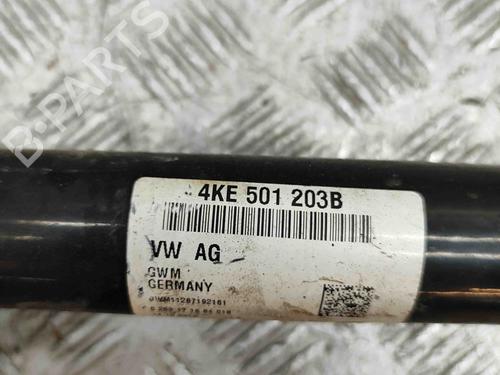 B-Parts
4KE 501 203B
VW AG
GWM
GERMANY